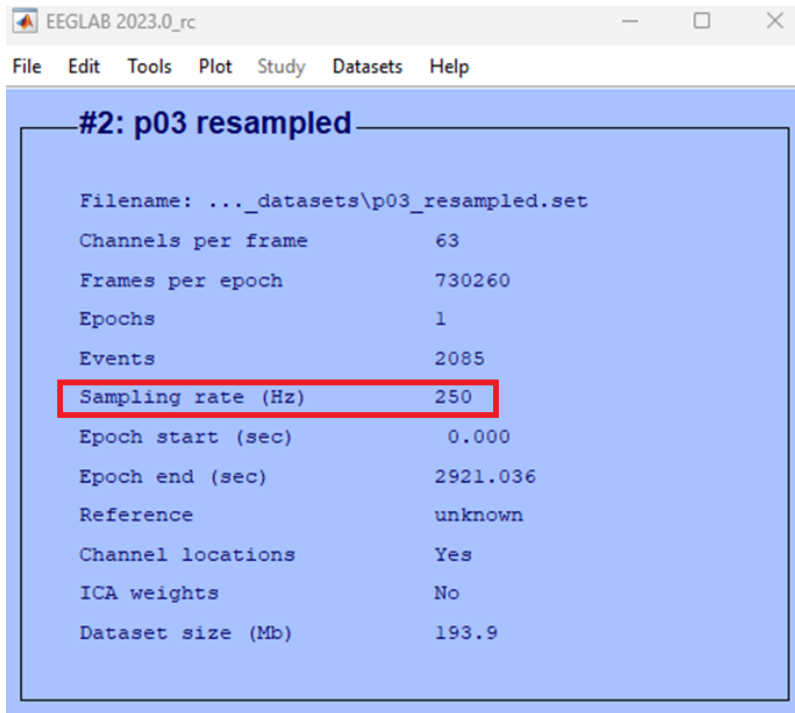 EEGLAB 2023.0_rc
File Edit Tools Plot Study Datasets Help
#2: p03 resampled
Filename: ..._datasets\p03_resampled.set
Channels per frame 63
Frames per epoch 730260
Epochs 1
Events 2085
Sampling rate (Hz) 250
Epoch start (sec) 0.000
Epoch end (sec) 2921.036
Reference unknown
Channel locations Yes
ICA weights No
Dataset size (Mb) 193.9